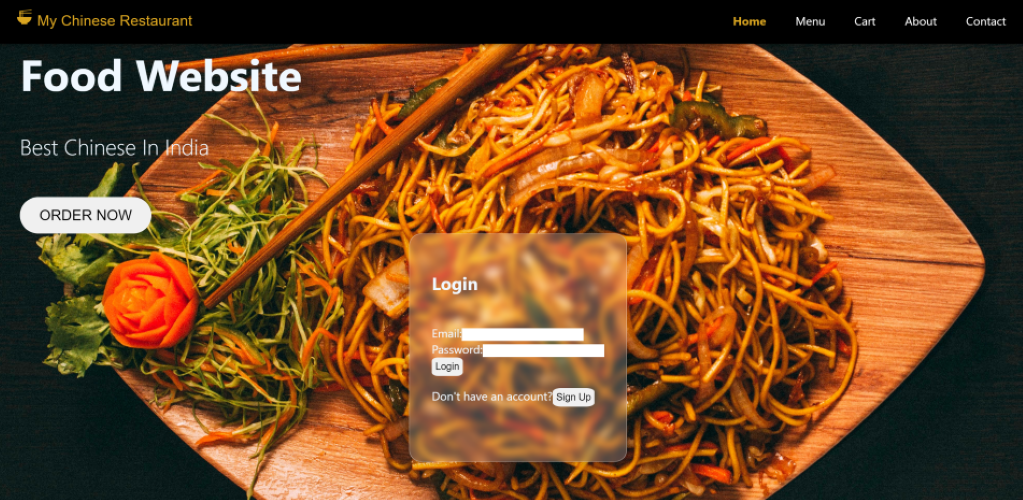 My Chinese Restaurant
Home Menu Cart About Contact
Food Website
Best Chinese In India
ORDER NOW
Login
Email:
Password:
Login
Don't have an account? Sign Up